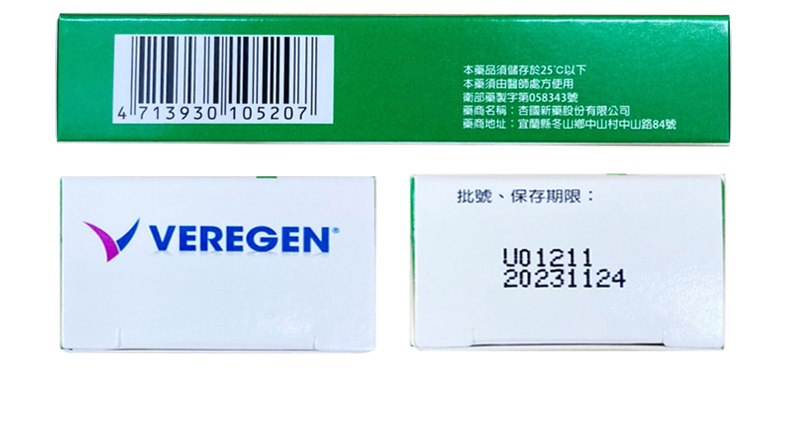 4 713930 105207
本藥品須儲存於25℃以下
本藥須由醫師處方使用
衛部藥製字第058343號
藥商名稱：杏國新藥股份有限公司
藥商地址：宜蘭縣冬山鄉中山村中山路84號
VEREGEN®
批號、保存期限：
U01211
20231124